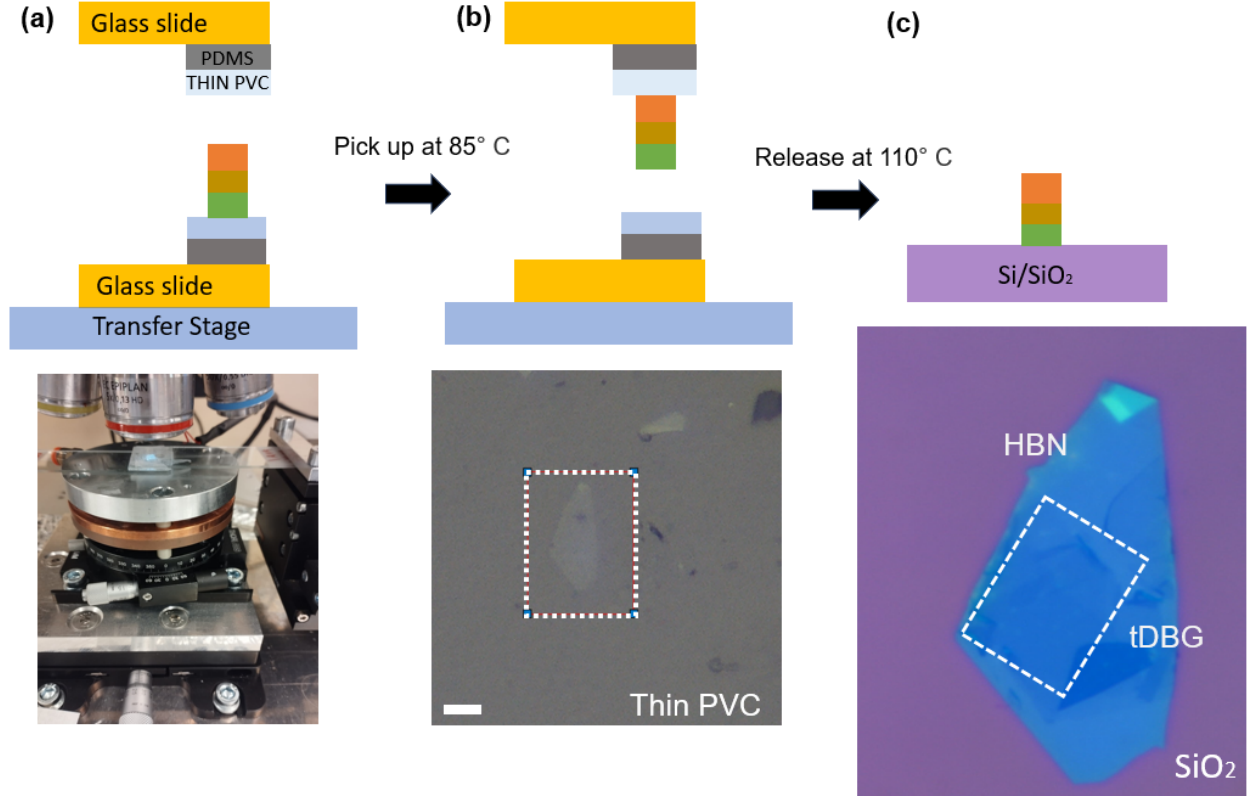 (a)
Glass slide
PDMS
THIN PVC
Glass slide
Transfer Stage
Pick up at 85° C
(b)
Release at 110° C
(c)
Si/SiO₂
CEPIPLAN
Thin PVC
HBN
tDBG
SiO₂